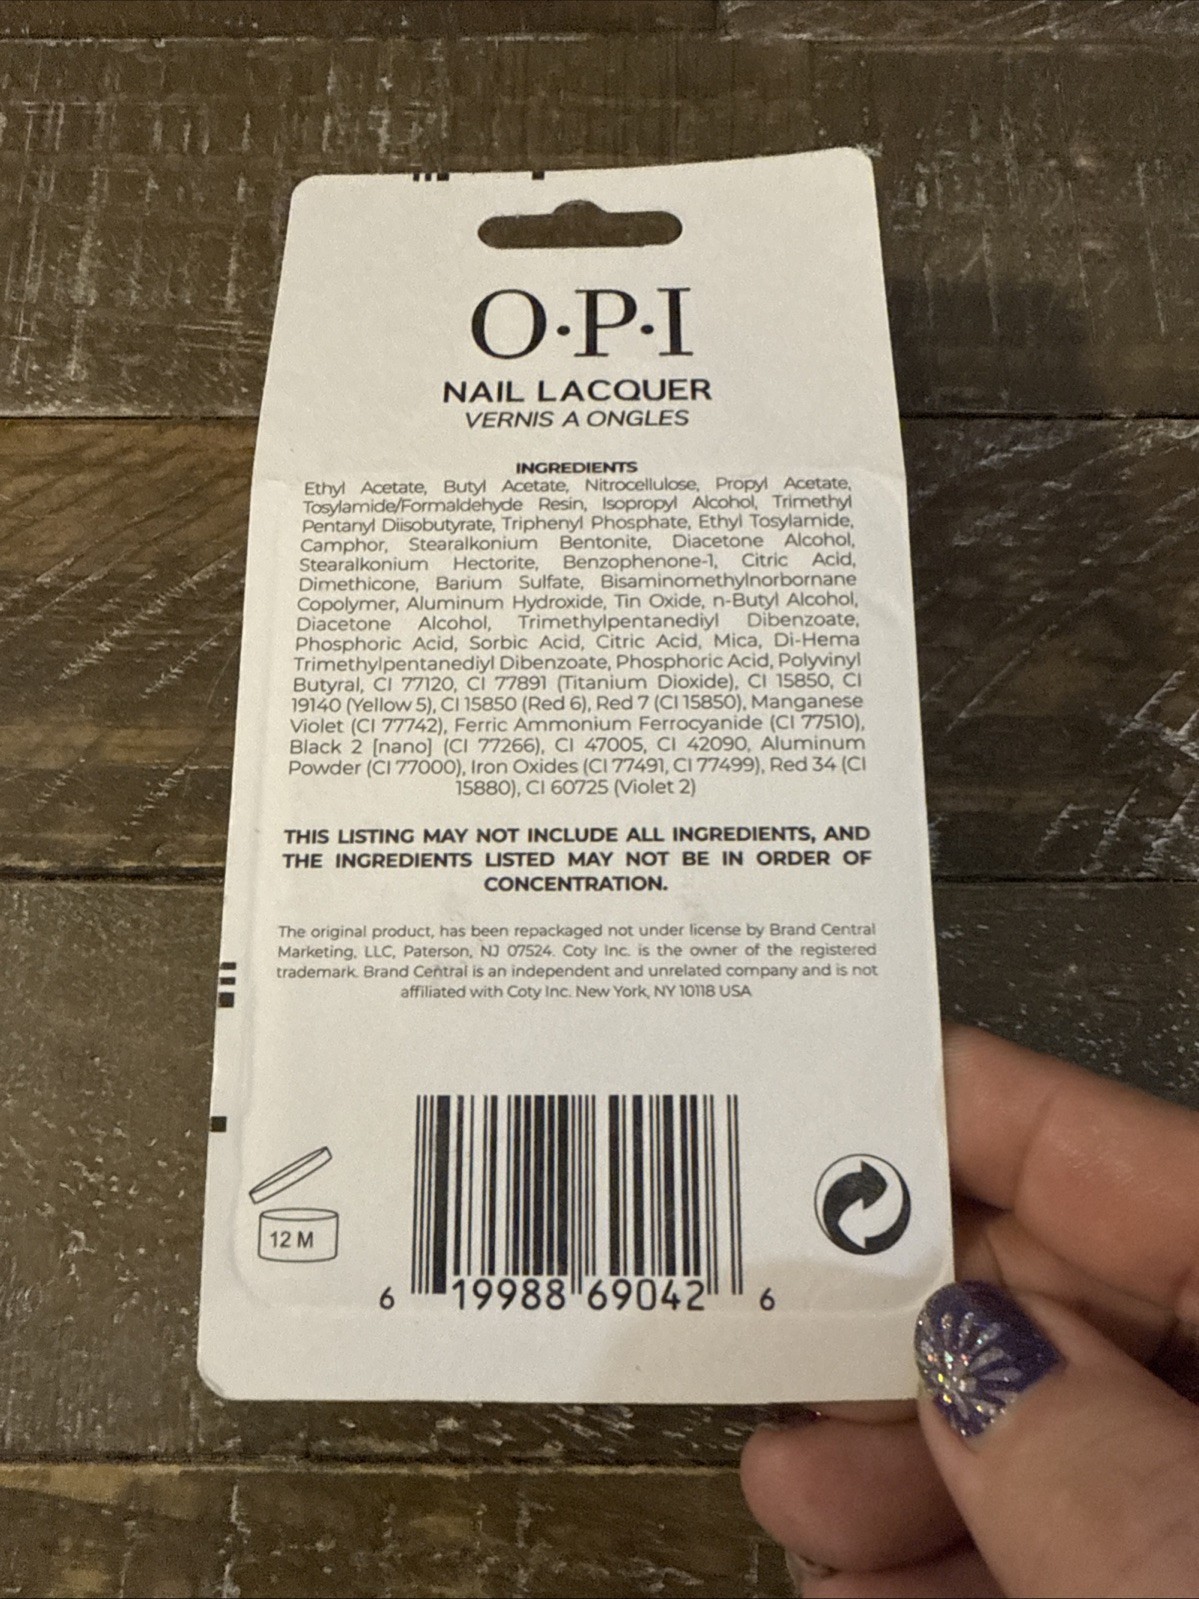 O·P·I
NAIL LACQUER
VERNIS A ONGLES
INGREDIENTS
Ethyl Acetate, Butyl Acetate, Nitrocellulose, Propyl Acetate,
Tosylamide/Formaldehyde Resin, Isopropyl Alcohol, Trimethyl
Pentanyl Diisobutyrate, Triphenyl Phosphate, Ethyl Tosylamide,
Camphor, Stearalkonium Bentonite, Diacetone Alcohol,
Stearalkonium Hectorite, Benzophenone-1, Citric Acid,
Dimethicone, Barium Sulfate, Bisaminomethylnorbornane
Copolymer, Aluminum Hydroxide, Tin Oxide, n-Butyl Alcohol,
Diacetone Alcohol, Trimethylpentanediyl Dibenzoate,
Phosphoric Acid, Sorbic Acid, Citric Acid, Mica, Di-Hema
Trimethylpentanediyl Dibenzoate, Phosphoric Acid, Polyvinyl
Butyral, CI 77120, CI 77891 (Titanium Dioxide), CI 15850, CI
19140 (Yellow 5), CI 15850 (Red 6), Red 7 (CI 15850), Manganese
Violet (CI 77742), Ferric Ammonium Ferrocyanide (CI 77510),
Black 2 [nano] (CI 77266), CI 47005, CI 42090, Aluminum
Powder (CI 77000), Iron Oxides (CI 77491, CI 77499), Red 34 (CI
15880), CI 60725 (Violet 2)
THIS LISTING MAY NOT INCLUDE ALL INGREDIENTS, AND
THE INGREDIENTS LISTED MAY NOT BE IN ORDER OF
CONCENTRATION.
The original product, has been repackaged not under license by Brand Central
Marketing, LLC, Paterson, NJ 07524. Coty Inc. is the owner of the registered
trademark. Brand Central is an independent and unrelated company and is not
affiliated with Coty Inc. New York, NY 10118 USA
12 M
6 19988 69042 6